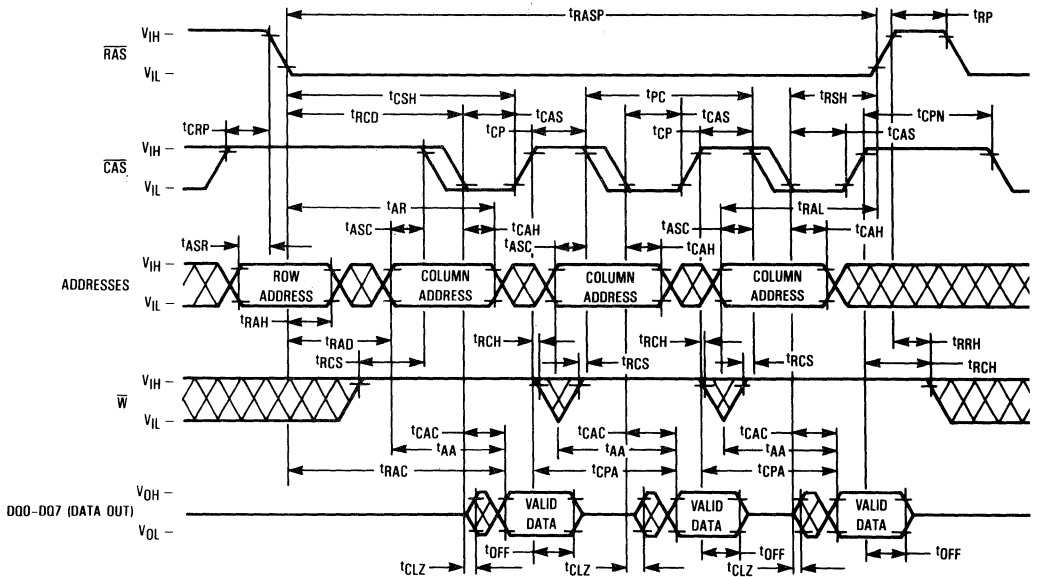 tRASP
tRP
RAS
VIH
VIL
tCSH
tPC
tRSH
tCRP
tRCD
tCP
tCAS
tCP
tCAS
tCPN
tCAS
CAS
VIH
VIL
tAR
tRAL
tASR
tASC
tCAH
tASC
tCAH
tASC
tCAH
ADDRESSES
VIH
VIL
ROW ADDRESS
COLUMN ADDRESS
COLUMN ADDRESS
COLUMN ADDRESS
tRAH
tRAD
tRCH
tRCH
tRRH
tRCS
tRCS
tRCS
tRCH
W
VIH
VIL
tCAC
tCAC
tCAC
tAA
tAA
tAA
tRAC
tCPA
tCPA
DQ0-DQ7 (DATA OUT)
VOH
VOL
VALID DATA
VALID DATA
VALID DATA
tOFF
tOFF
tOFF
tCLZ
tCLZ
tCLZ